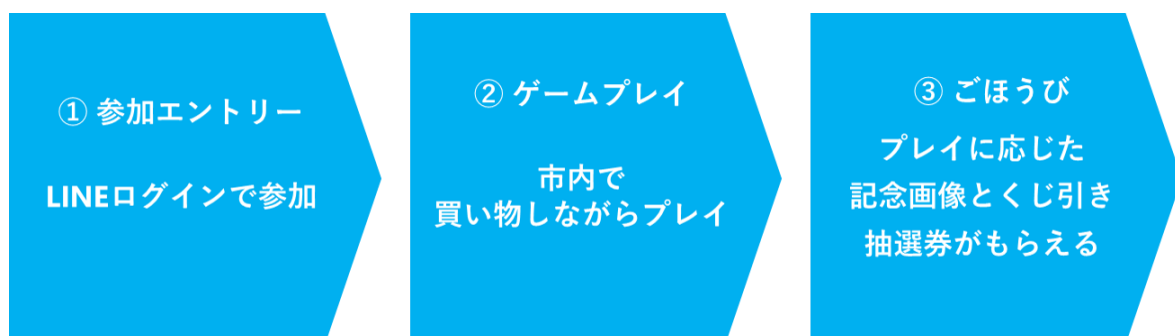 ① 参加エントリー
LINEログインで参加
② ゲームプレイ
市内で
買い物しながらプレイ
③ ごほうび
プレイに応じた
記念画像とくじ引き
抽選券がもらえる